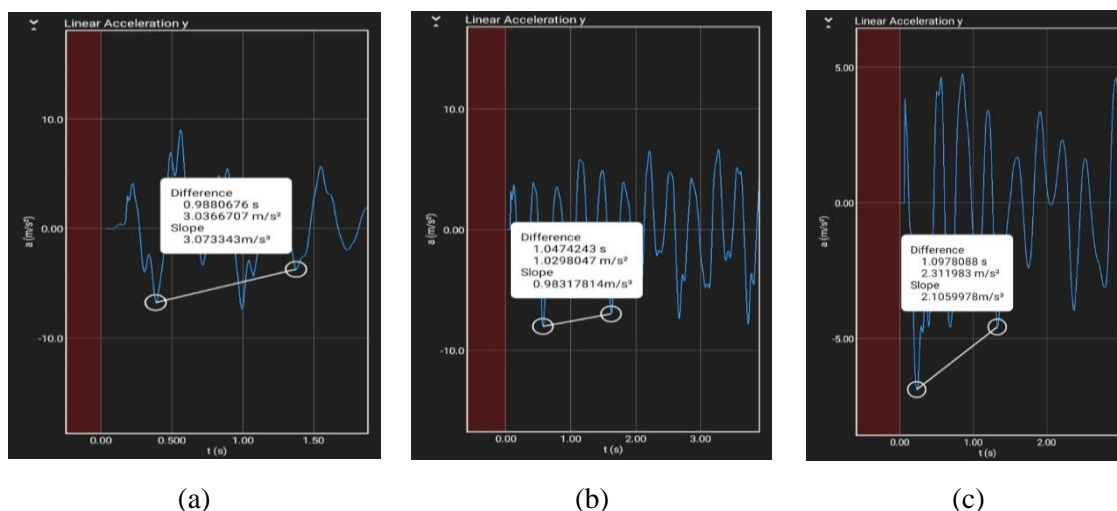 Linear Acceleration y
10.0
0.00
-10.0
a (m/s²)
Difference
0.9880676 s
3.0366707 m/s²
Slope
3.073343m/s³
0.00
0.500
1.00
1.50
t (s)
(a)
Linear Acceleration y
10.0
0.00
-10.0
a (m/s²)
Difference
1.0474243 s
1.0298047 m/s²
Slope
0.98317814m/s³
0.00
1.00
2.00
3.00
t (s)
(b)
Linear Acceleration y
5.00
0.00
-5.00
a (m/s²)
Difference
1.0978088 s
2.311983 m/s²
Slope
2.1059978m/s³
0.00
1.00
2.00
t (s)
(c)